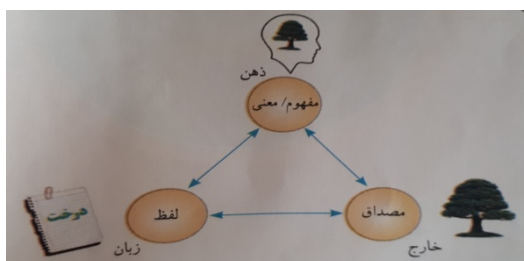 ذهن
مفهوم/ معنی
درخت
لفظ
مصداق
زبان
خارج